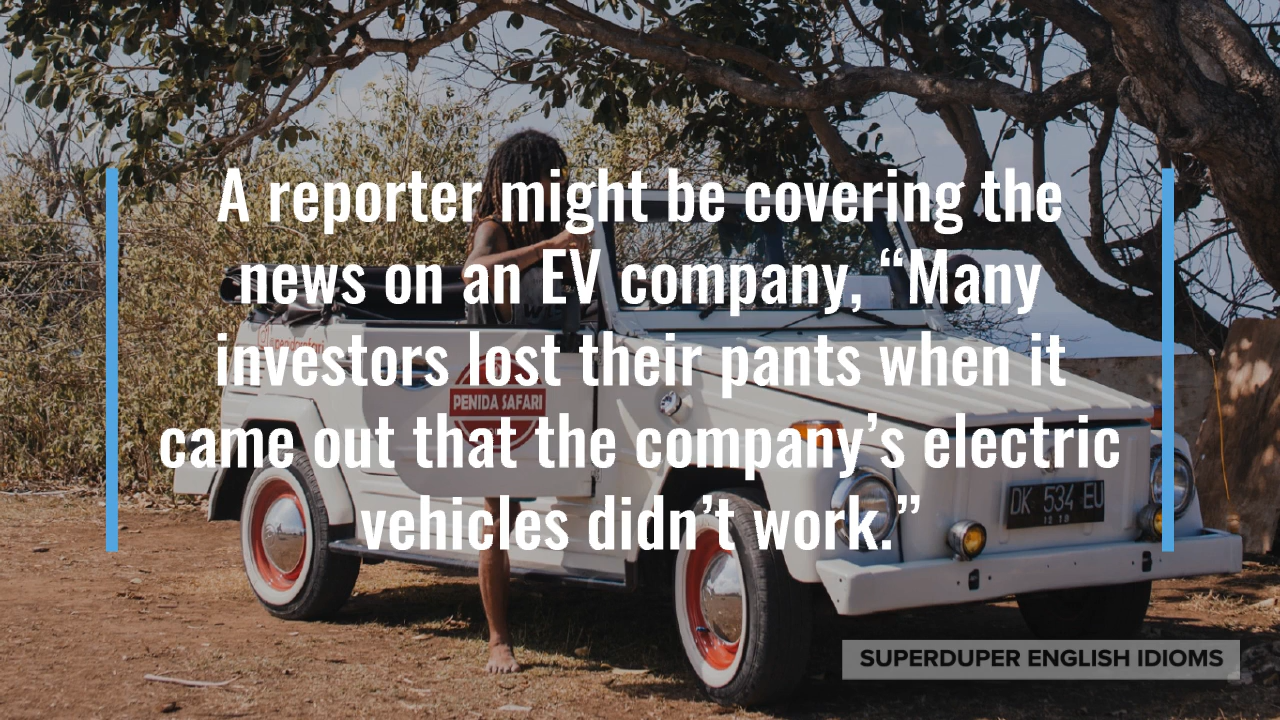 A reporter might be covering the
news on an EV company, “Many
investors lost their pants when it
came out that the company’s electric
vehicles didn’t work.”
PENIDA SAFARI
DK 534 EU
SUPERDUPER ENGLISH IDIOMS